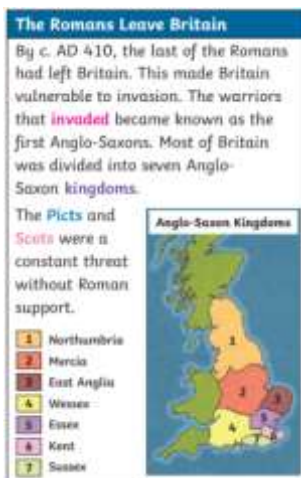 The Romans Leave Britain
By c. AD 410, the last of the Romans
had left Britain. This made Britain
vulnerable to invasion. The warriors
that invaded became known as the
first Anglo-Saxons. Most of Britain
was divided into seven Anglo-
Saxon kingdoms.
The Picts and
Scots were a
constant threat
without Roman
support.
1 Northumbria
2 Mercia
3 East Anglia
4 Wessex
5 Essex
6 Kent
7 Sussex
Anglo-Saxon Kingdoms
1
2
3
4
5
6
7